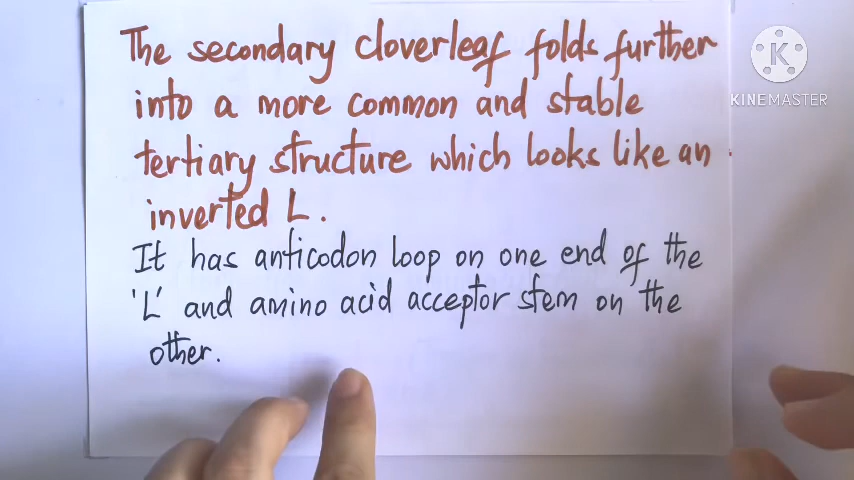 The secondary cloverleaf folds further
into a more common and stable
tertiary structure which looks like an
inverted L.
It has anticodon loop on one end of the
'L' and amino acid acceptor stem on the
other.
K
KINEMASTER